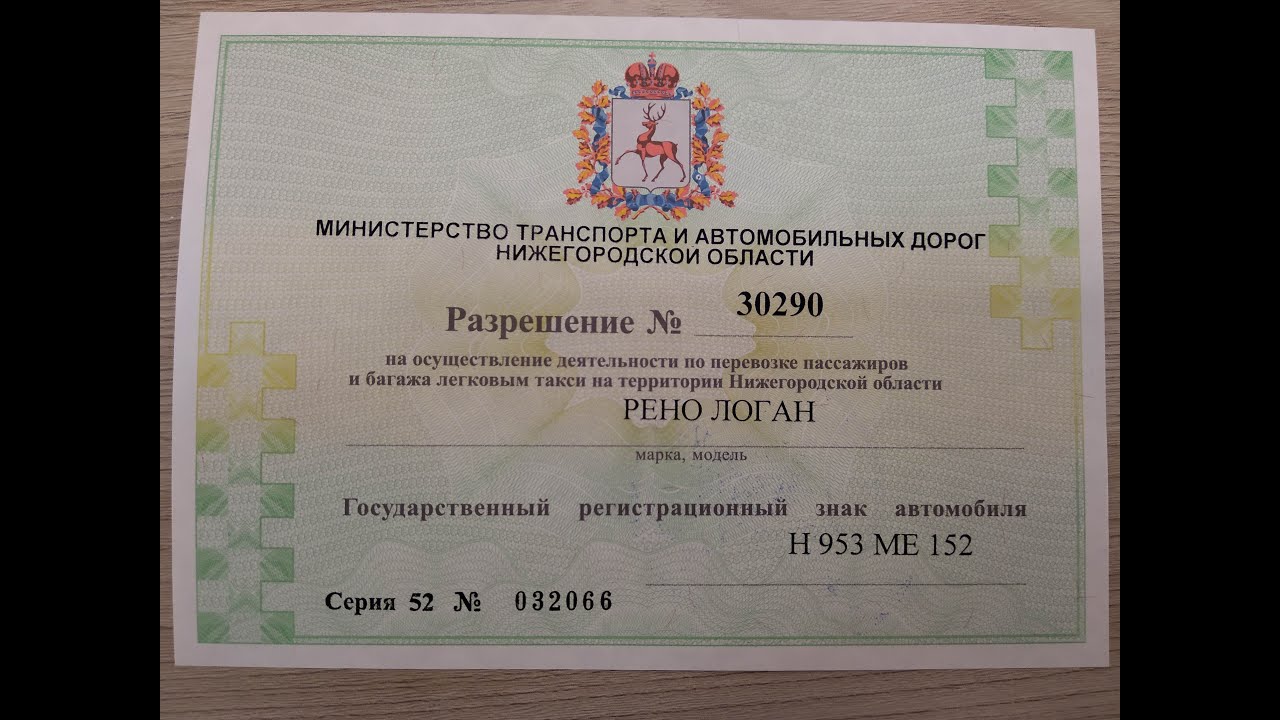 МИНИСТЕРСТВО ТРАНСПОРТА И АВТОМОБИЛЬНЫХ ДОРОГ
НИЖЕГОРОДСКОЙ ОБЛАСТИ
Разрешение № 30290
на осуществление деятельности по перевозке пассажиров
и багажа легковым такси на территории Нижегородской области
РЕНО ЛОГАН
марка, модель
Государственный регистрационный знак автомобиля
Н 953 МЕ 152
Серия 52 № 032066